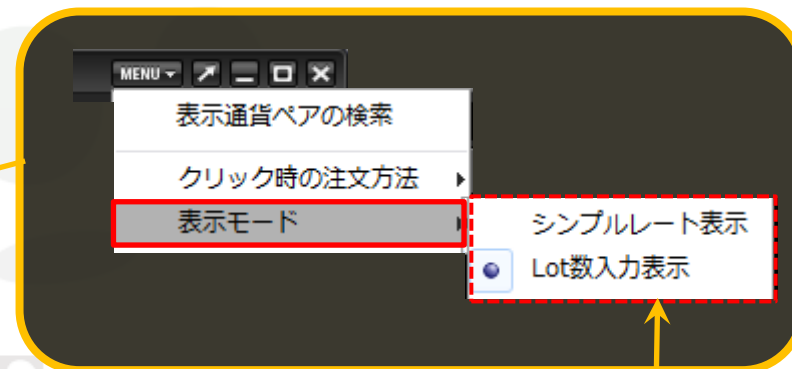 MENU
表示通貨ペアの検索
クリック時の注文方法
表示モード
シンプルレート表示
Lot数入力表示